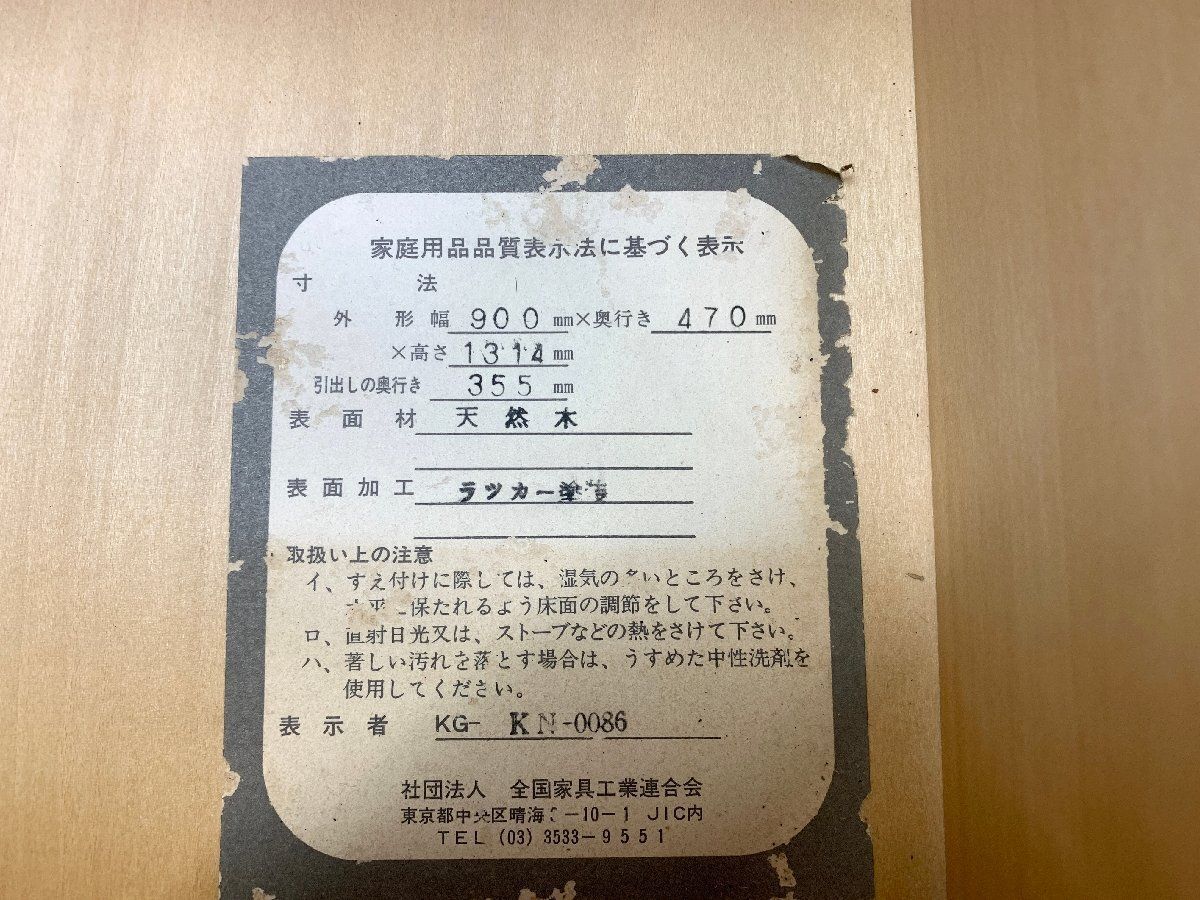 家庭用品品質表示法に基づく表示
寸 法
外 形 幅 900 mm×奥行き 470 mm
×高さ 1314 mm
引出しの奥行き 355 mm
表 面 材 天 然 木
表 面 加 工 ラツカー塗
取扱い上の注意
イ、すえ付けに際しては、湿気の多いところをさけ、
水平に保たれるよう床面の調節をして下さい。
ロ、直射日光又は、ストーブなどの熱をさけて下さい。
ハ、著しい汚れを落とす場合は、うすめた中性洗剤を
使用してください。
表 示 者 KG- KN-0086
社団法人 全国家具工業連合会
東京都中央区晴海 -10-1 JIC内
TEL (03) 3533-9551